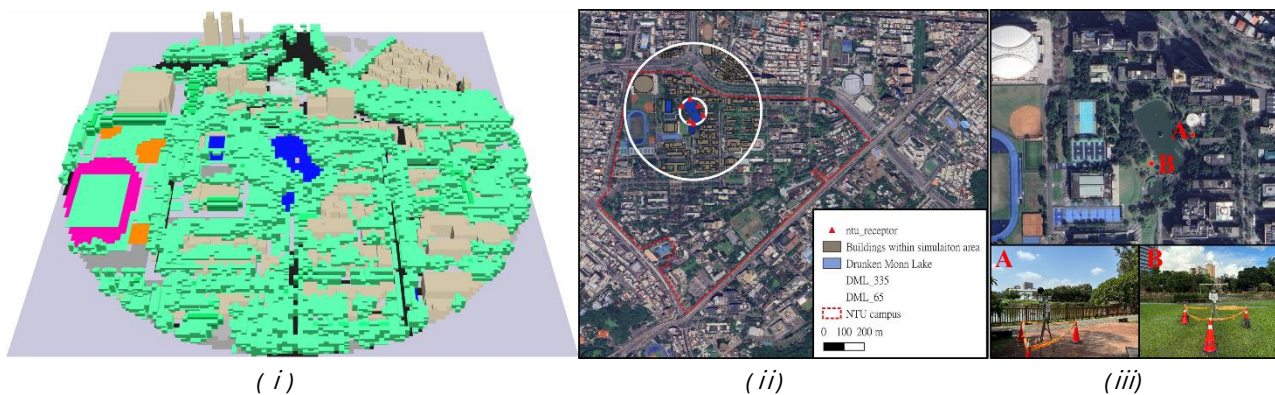 ntu_receptor
Buildings within simulaiton area
Drunken Monn Lake
DML_335
DML_65
NTU campus
0 100 200 m
A
B
A
B
(i)
(ii)
(iii)